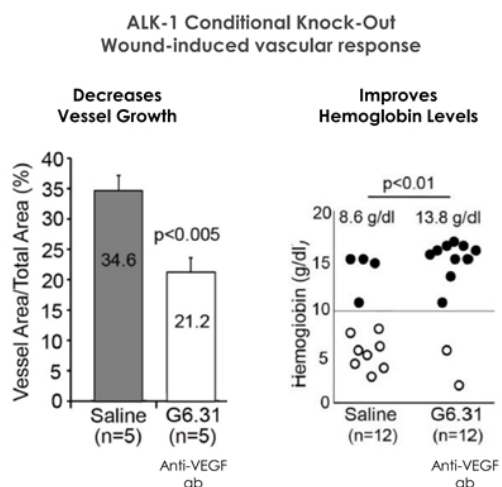 ALK-1 Conditional Knock-Out
Wound-induced vascular response
Decreases
Vessel Growth
Vessel Area/Total Area (%)
40
35
30
25
20
15
10
5
0
34.6
p<0.005
21.2
Saline
(n=5)
G6.31
(n=5)
Anti-VEGF
ab
Improves
Hemoglobin Levels
p<0.01
8.6 g/dl
13.8 g/dl
Hemoglobin (g/dl)
20
15
10
5
0
Saline
(n=12)
G6.31
(n=12)
Anti-VEGF
ab